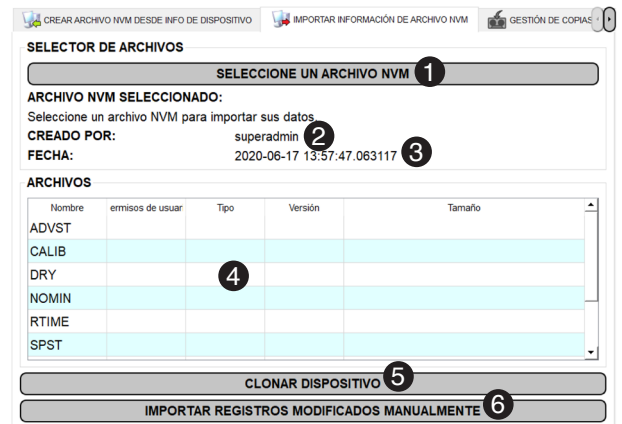 CREAR ARCHIVO NVM DESDE INFO DE DISPOSITIVO IMPORTAR INFORMACIÓN DE ARCHIVO NVM GESTIÓN DE COPIAS
SELECTOR DE ARCHIVOS
SELECCIONE UN ARCHIVO NVM 1
ARCHIVO NVM SELECCIONADO:
Seleccione un archivo NVM para importar sus datos.
CREADO POR: superadmin 2
FECHA: 2020-06-17 13:57:47.063117 3
ARCHIVOS
Nombre ermisos de usuar Tipo Versión Tamaño
ADVST
CALIB
DRY 4
NOMIN
RTIME
SPST
CLONAR DISPOSITIVO 5
IMPORTAR REGISTROS MODIFICADOS MANUALMENTE 6